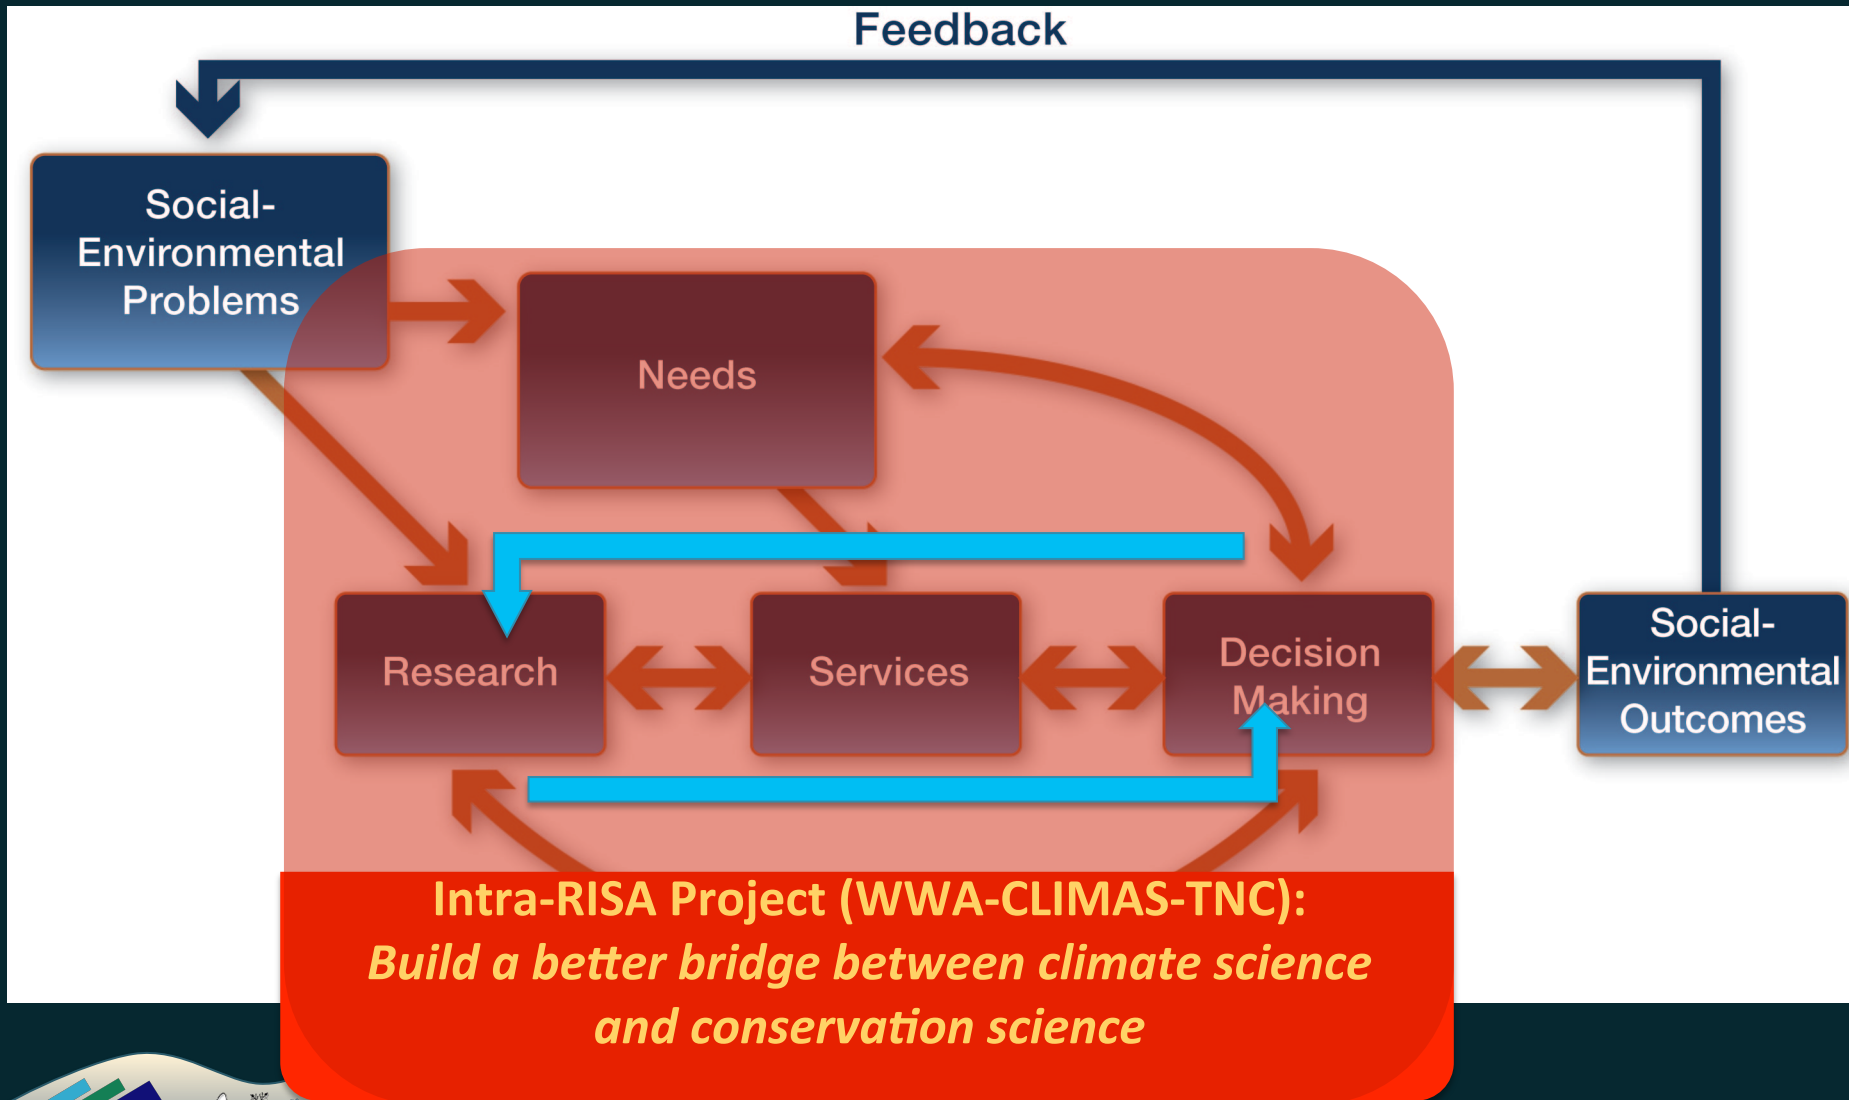 Feedback
Social-
Environmental
Problems
Needs
Research
Services
Decision
Making
Social-
Environmental
Outcomes
Intra-RISA Project (WWA-CLIMAS-TNC):
Build a better bridge between climate science
and conservation science